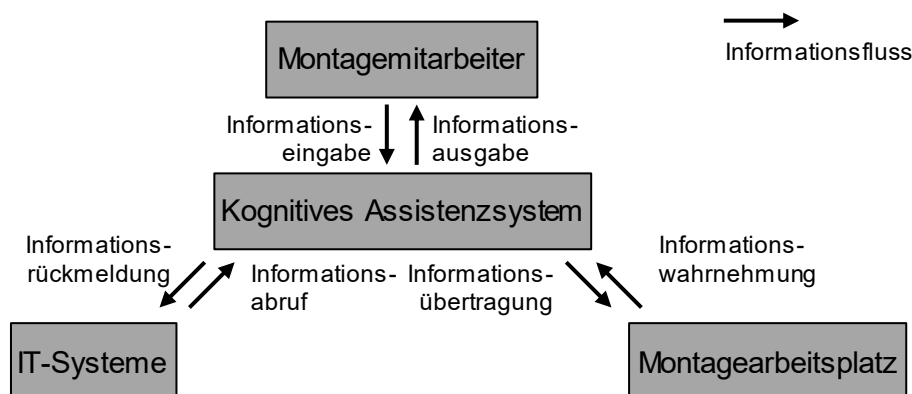 Montagemitarbeiter
Informationsfluss
Informations-
eingabe
Informations-
ausgabe
Kognitives Assistenzsystem
Informations-
rückmeldung
Informations-
abruf
Informations-
übertragung
Informations-
wahrnehmung
IT-Systeme
Montagearbeitsplatz